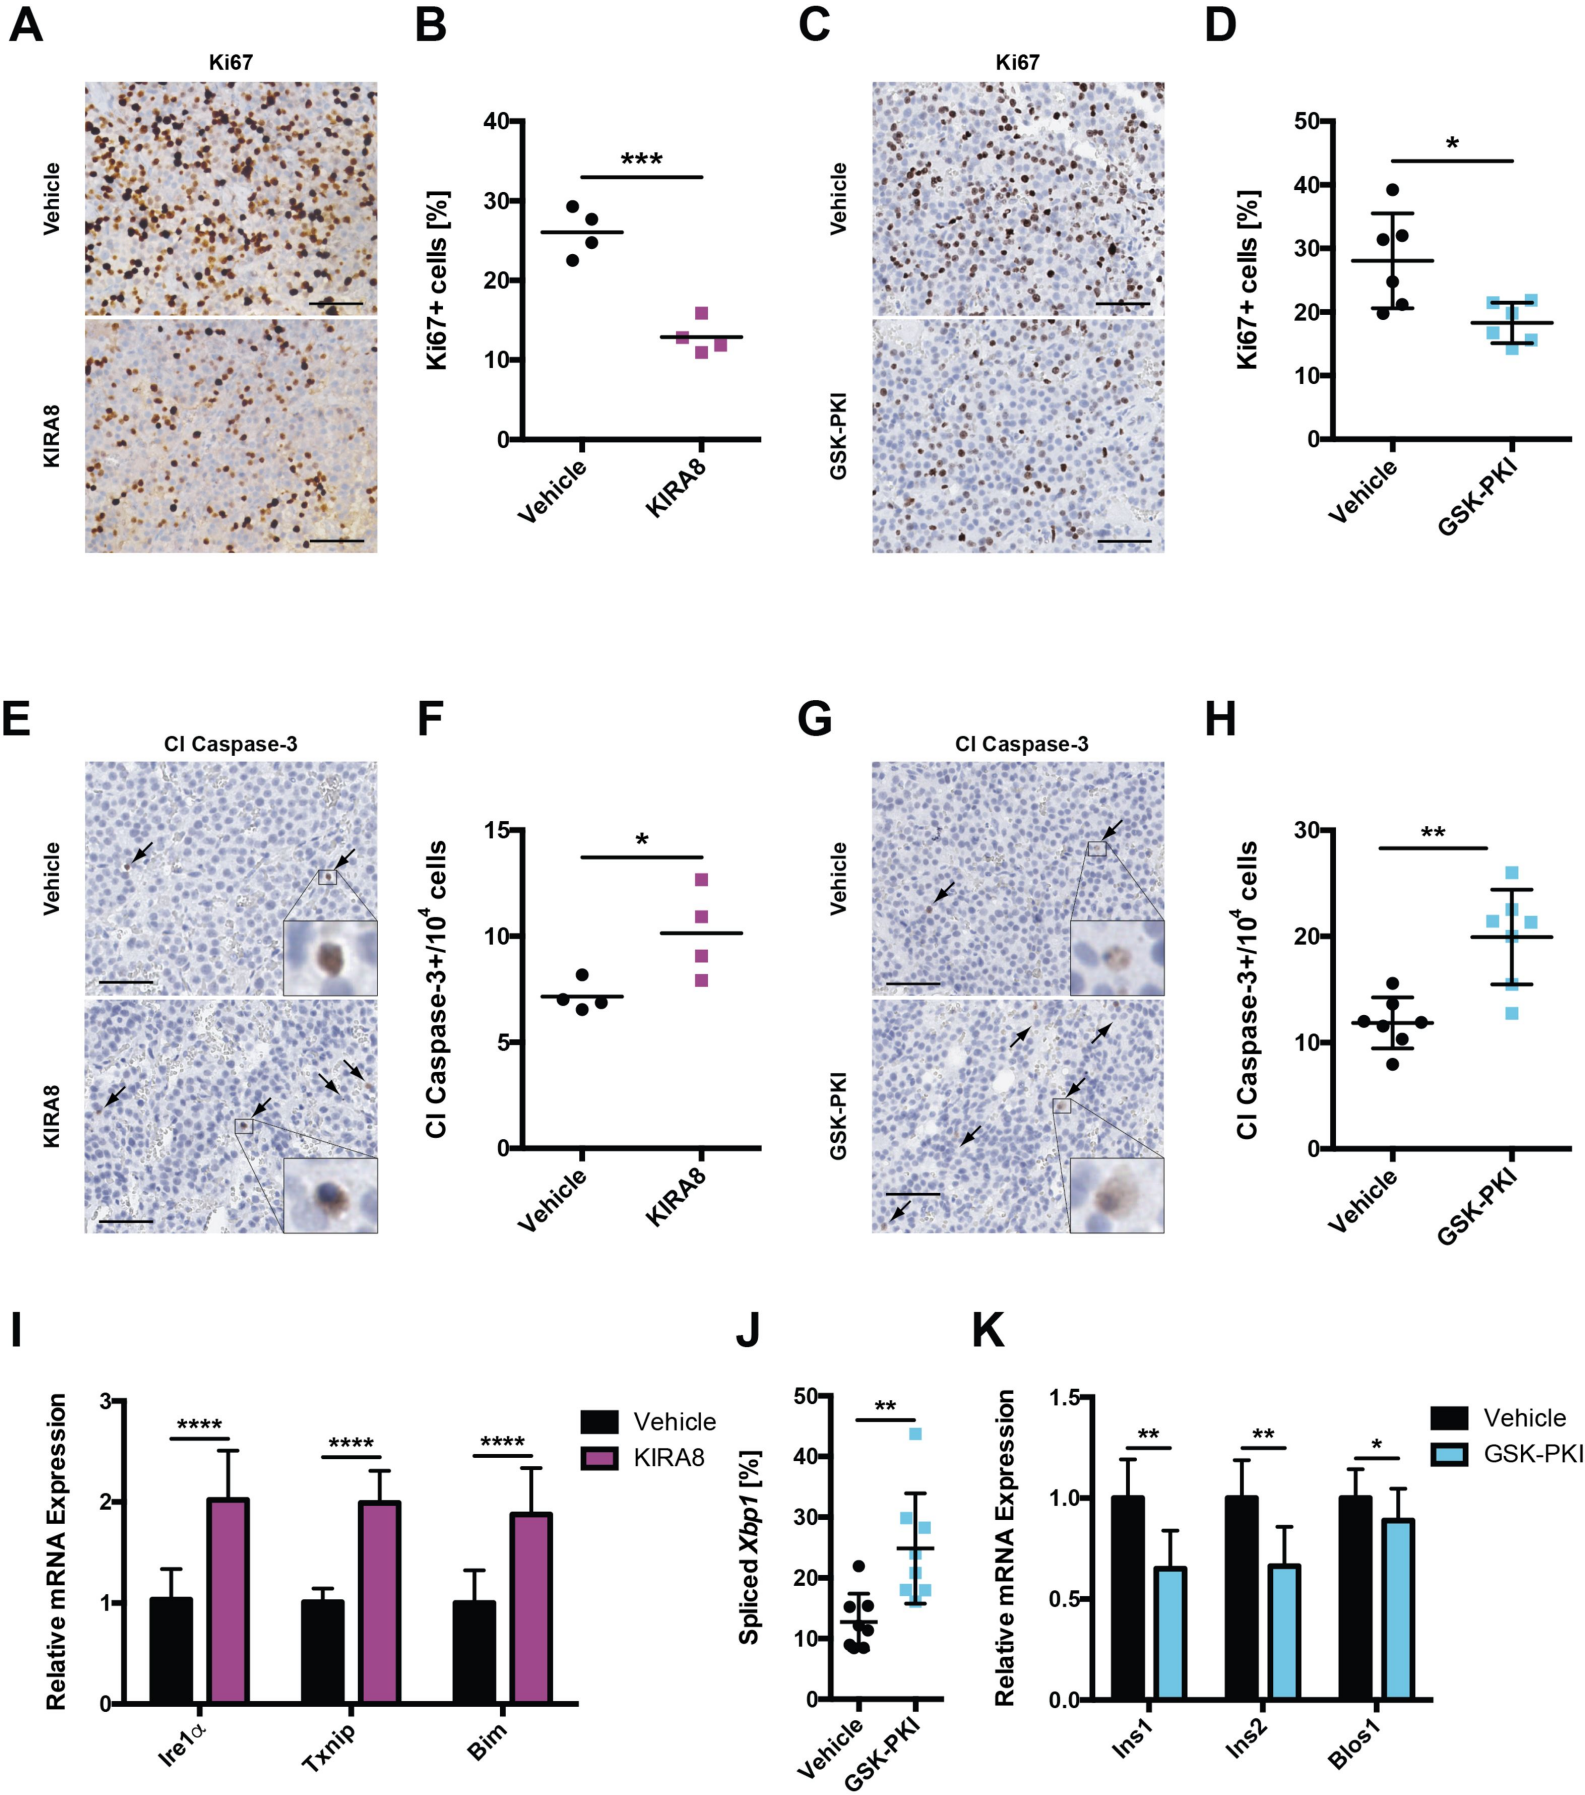 A
Ki67
Vehicle
KIRA8
B
Ki67+ cells [%]
40
30
20
10
0
***
Vehicle
KIRA8
C
Ki67
Vehicle
GSK-PKI
D
Ki67+ cells [%]
50
40
30
20
10
0
*
Vehicle
GSK-PKI
E
Cl Caspase-3
Vehicle
KIRA8
F
Cl Caspase-3+/10⁴ cells
15
10
5
0
*
Vehicle
KIRA8
G
Cl Caspase-3
Vehicle
GSK-PKI
H
Cl Caspase-3+/10⁴ cells
30
20
10
0
**
Vehicle
GSK-PKI
I
Relative mRNA Expression
3
2
1
0
****
****
****
Ire1α
Txnip
Bim
Vehicle
KIRA8
J
Spliced Xbp1 [%]
50
40
30
20
10
0
**
Vehicle
GSK-PKI
K
Relative mRNA Expression
1.5
1.0
0.5
0.0
**
**
*
Ins1
Ins2
Blos1
Vehicle
GSK-PKI